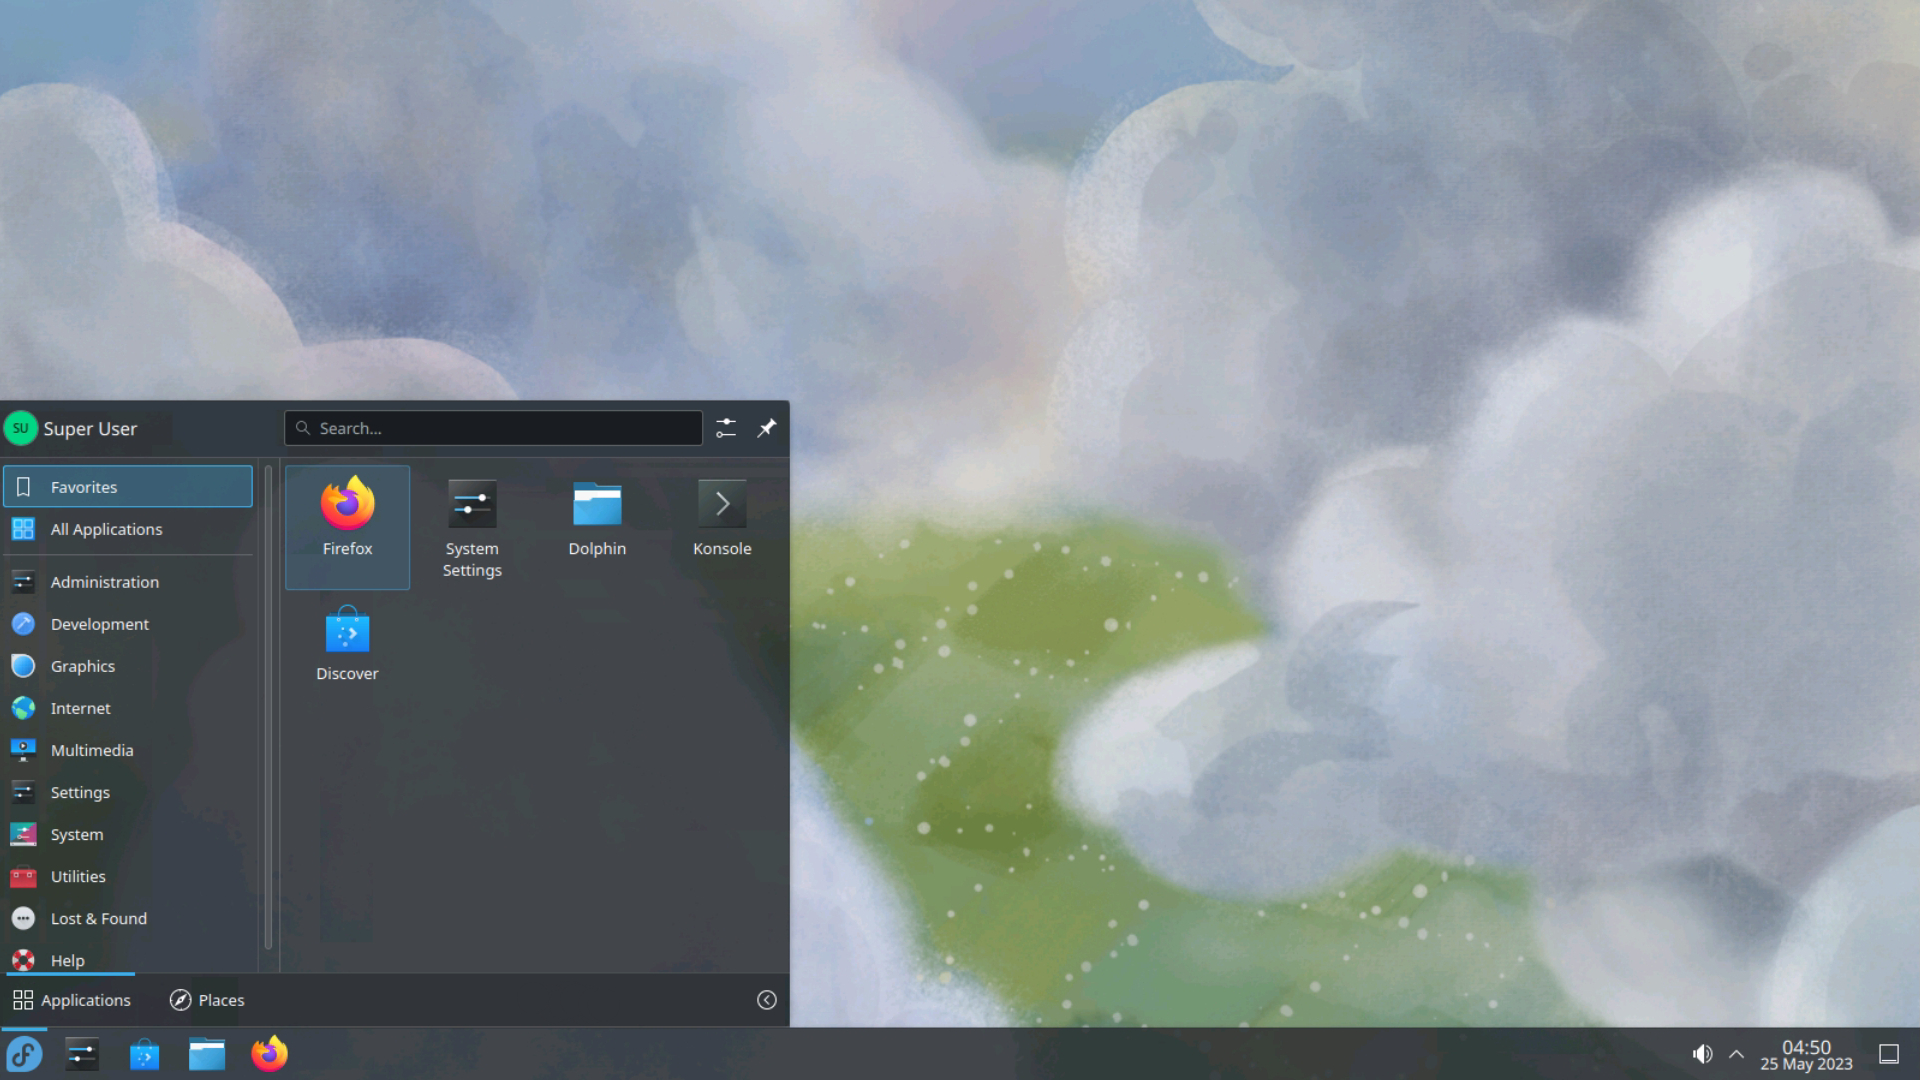 SU Super User
Search...
Favorites
All Applications
Administration
Development
Graphics
Internet
Multimedia
Settings
System
Utilities
Lost & Found
Help
Firefox
System
Settings
Dolphin
Konsole
Discover
Applications
Places
04:50
25 May 2023